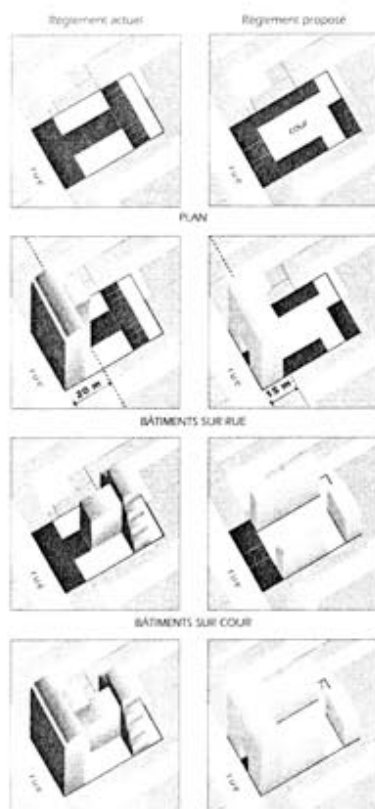 Règlement actuel
Règlement proposé
rue
rue
cour
PLAN
rue
20 m
rue
15 m
BÂTIMENTS SUR RUE
rue
rue
BÂTIMENTS SUR COUR
rue
rue